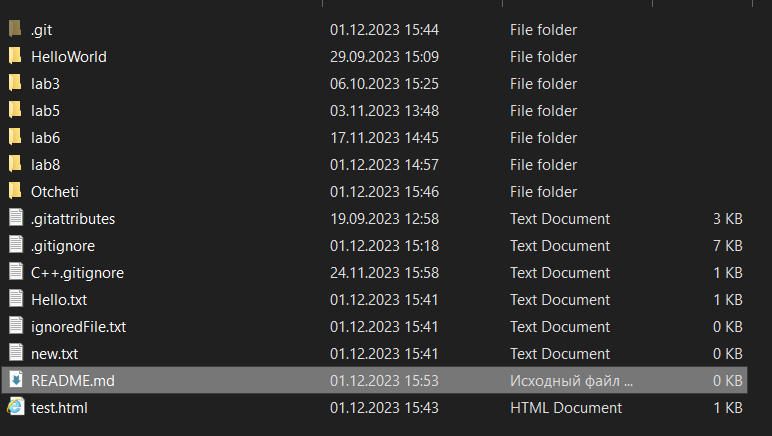 .git 01.12.2023 15:44 File folder
HelloWorld 29.09.2023 15:09 File folder
lab3 06.10.2023 15:25 File folder
lab5 03.11.2023 13:48 File folder
lab6 17.11.2023 14:45 File folder
lab8 01.12.2023 14:57 File folder
Otcheti 01.12.2023 15:46 File folder
.gitattributes 19.09.2023 12:58 Text Document 3 KB
.gitignore 01.12.2023 15:18 Text Document 7 KB
C++.gitignore 24.11.2023 15:58 Text Document 1 KB
Hello.txt 01.12.2023 15:41 Text Document 1 KB
ignoredFile.txt 01.12.2023 15:41 Text Document 0 KB
new.txt 01.12.2023 15:41 Text Document 0 KB
README.md 01.12.2023 15:53 Исходный файл ... 0 KB
test.html 01.12.2023 15:43 HTML Document 1 KB